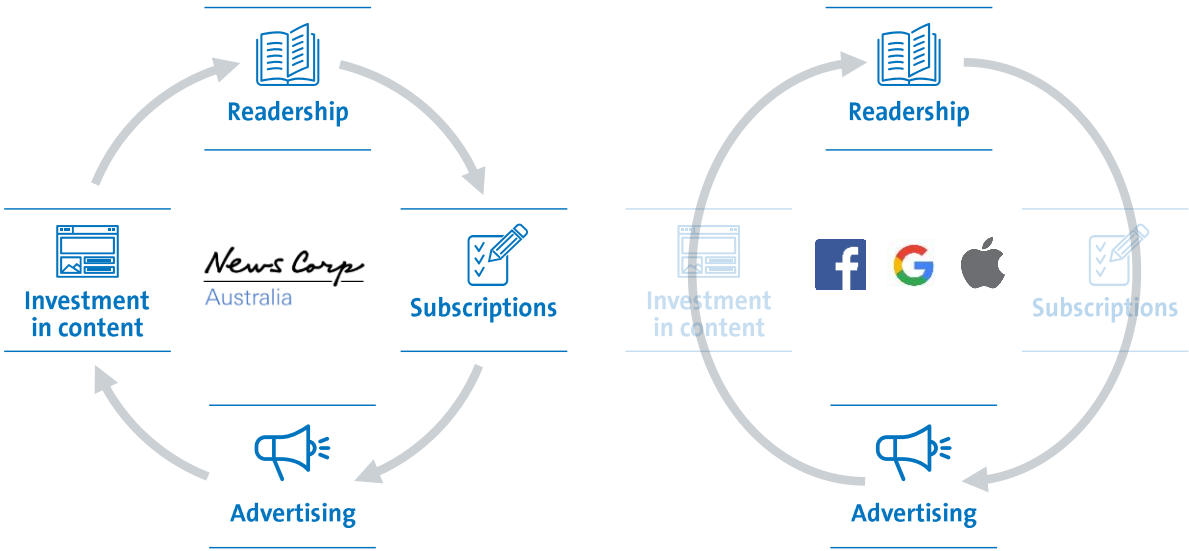 Readership
Investment
in content
News Corp
Australia
Subscriptions
Advertising
Readership
Investment
in content
Subscriptions
Advertising